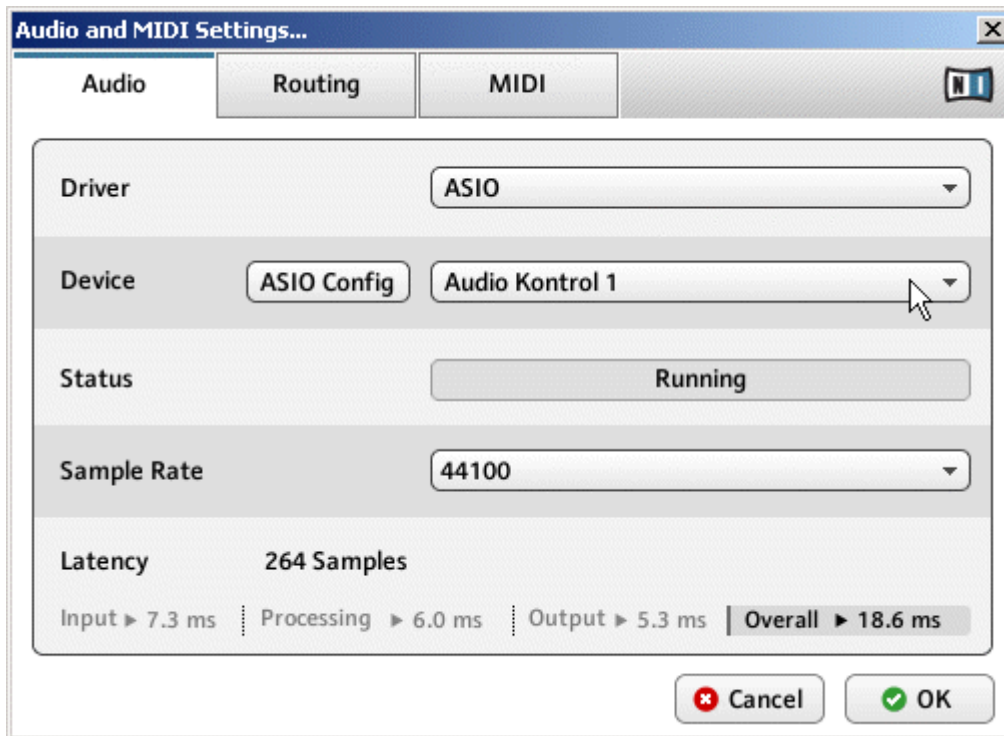 Audio and MIDI Settings...
Audio Routing MIDI NI
Driver ASIO
Device ASIO Config Audio Kontrol 1
Status Running
Sample Rate 44100
Latency 264 Samples
Input ▸ 7.3 ms Processing ▸ 6.0 ms Output ▸ 5.3 ms Overall ▸ 18.6 ms
Cancel OK